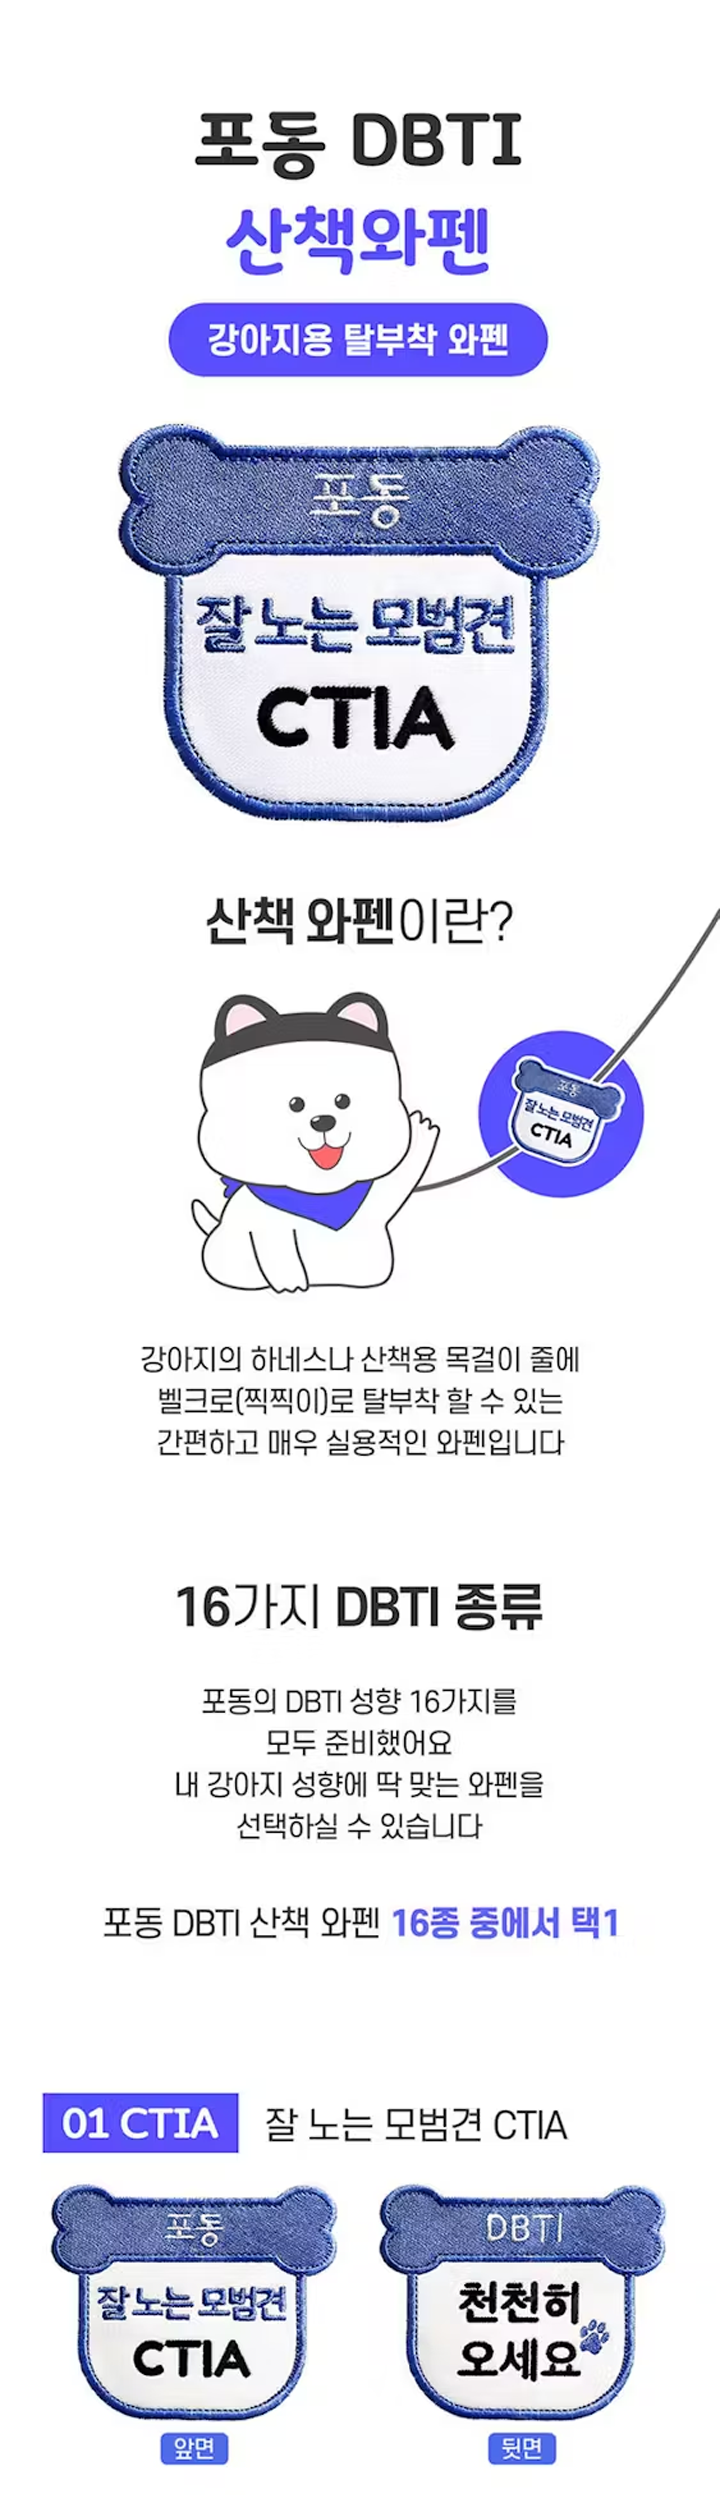 포동 DBTI
산책와펜
강아지용 탈부착 와펜
포동
잘 노는 모범견
CTIA
산책 와펜이란?
포동
잘 노는 모범견
CTIA
강아지의 하네스나 산책용 목걸이 줄에
벨크로(찍찍이)로 탈부착 할 수 있는
간편하고 매우 실용적인 와펜입니다
16가지 DBTI 종류
포동의 DBTI 성향 16가지를
모두 준비했어요
내 강아지 성향에 딱 맞는 와펜을
선택하실 수 있습니다
포동 DBTI 산책 와펜 16종 중에서 택1
01 CTIA 잘 노는 모범견 CTIA
포동
잘 노는 모범견
CTIA
앞면
DBTI
천천히
오세요
뒷면